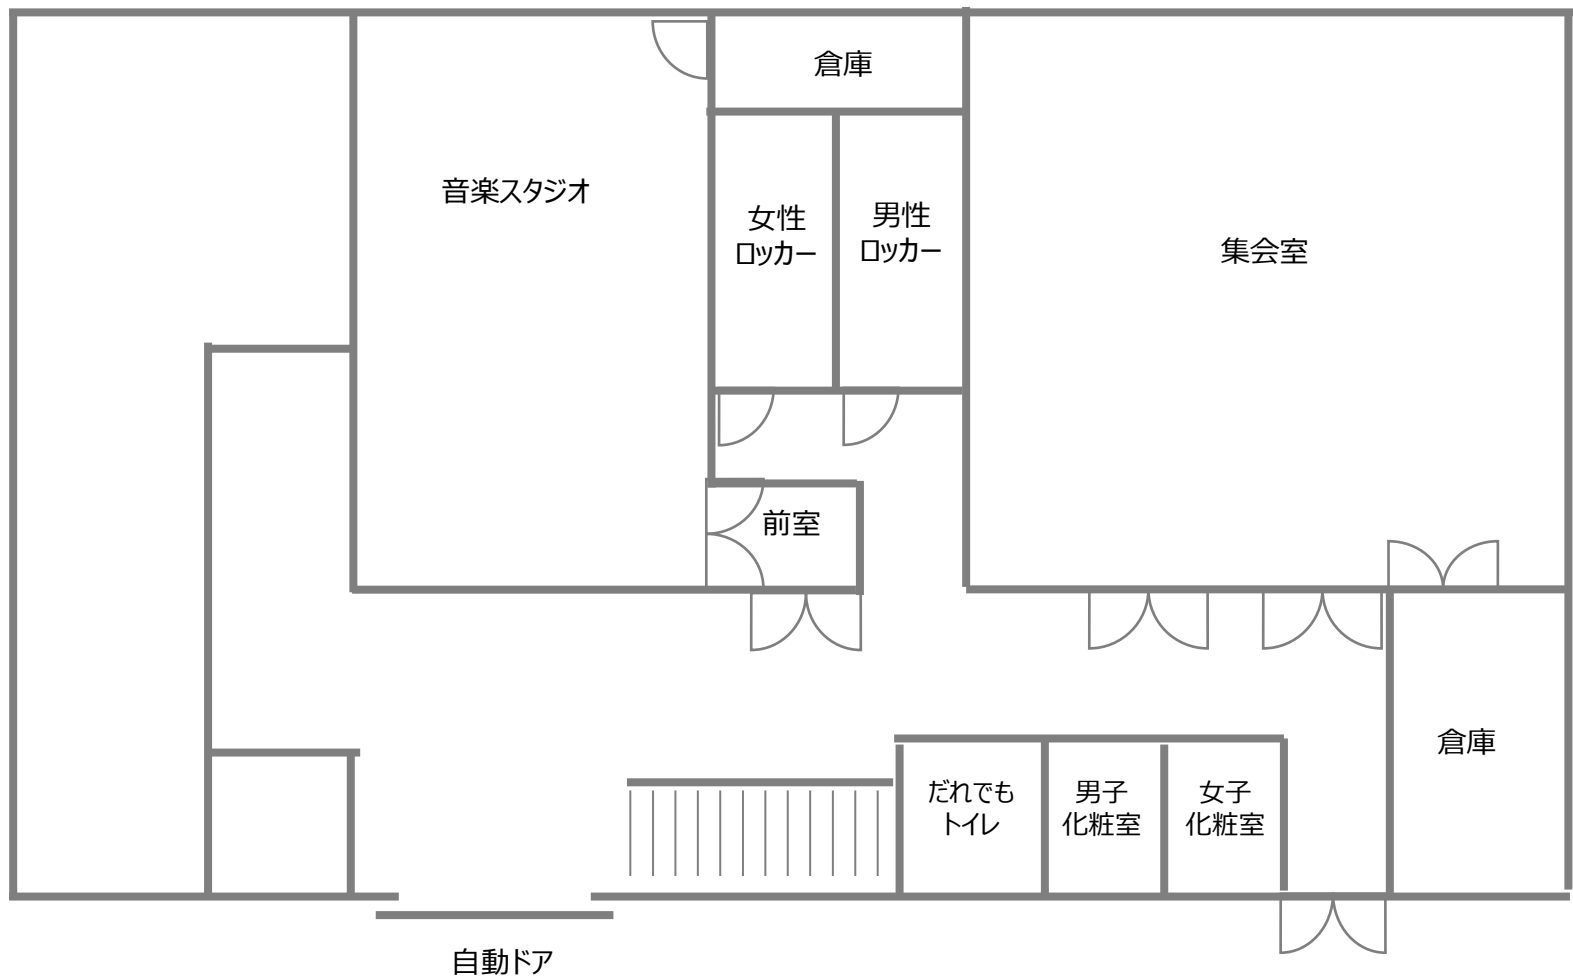 倉庫
音楽スタジオ
女性
ロッカー
男性
ロッカー
集会室
前室
倉庫
だれでも
トイレ
男子
化粧室
女子
化粧室
自動ドア